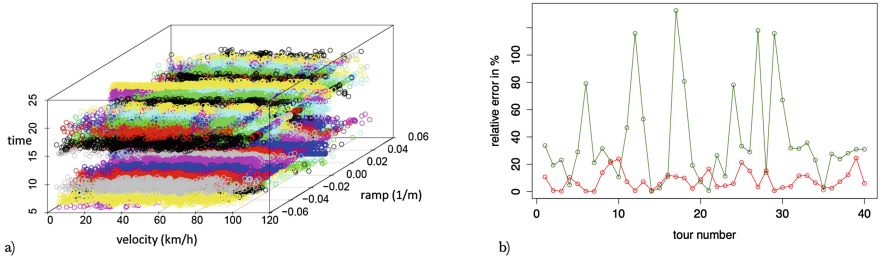 25
20
time
15
10
5
0 20 40 60 80 100 120
velocity (km/h)
−0.06
−0.04
−0.02
0.00
0.02
0.04
0.06
ramp (1/m)
a)
relative error in %
0 20 40 60 80 100
0 10 20 30 40
tour number
b)